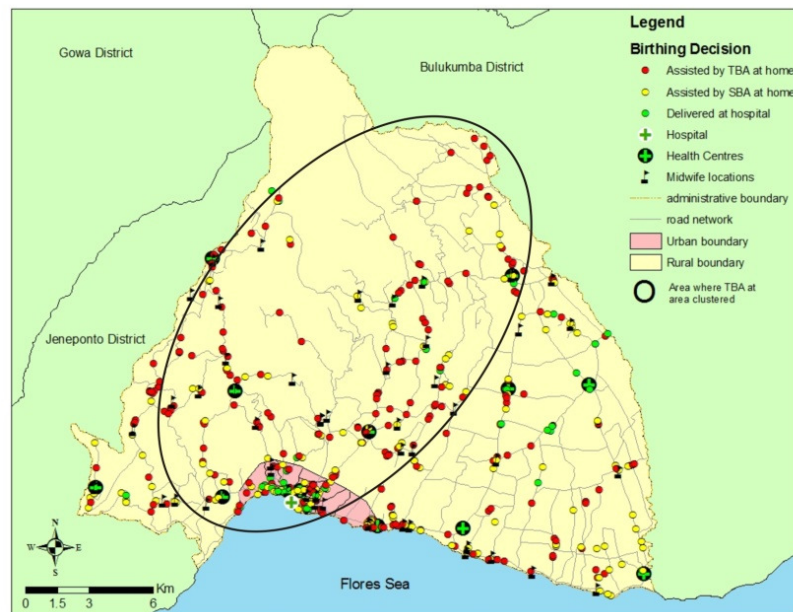 Gowa District
Bulukumba District
Jeneponto District
Legend
Birthing Decision
Assisted by TBA at home
Assisted by SBA at home
Delivered at hospital
Hospital
Health Centres
Midwife locations
administrative boundary
road network
Urban boundary
Rural boundary
Area where TBA at
area clustered
N
W
E
S
Km
0
1.5
3
6
Flores Sea